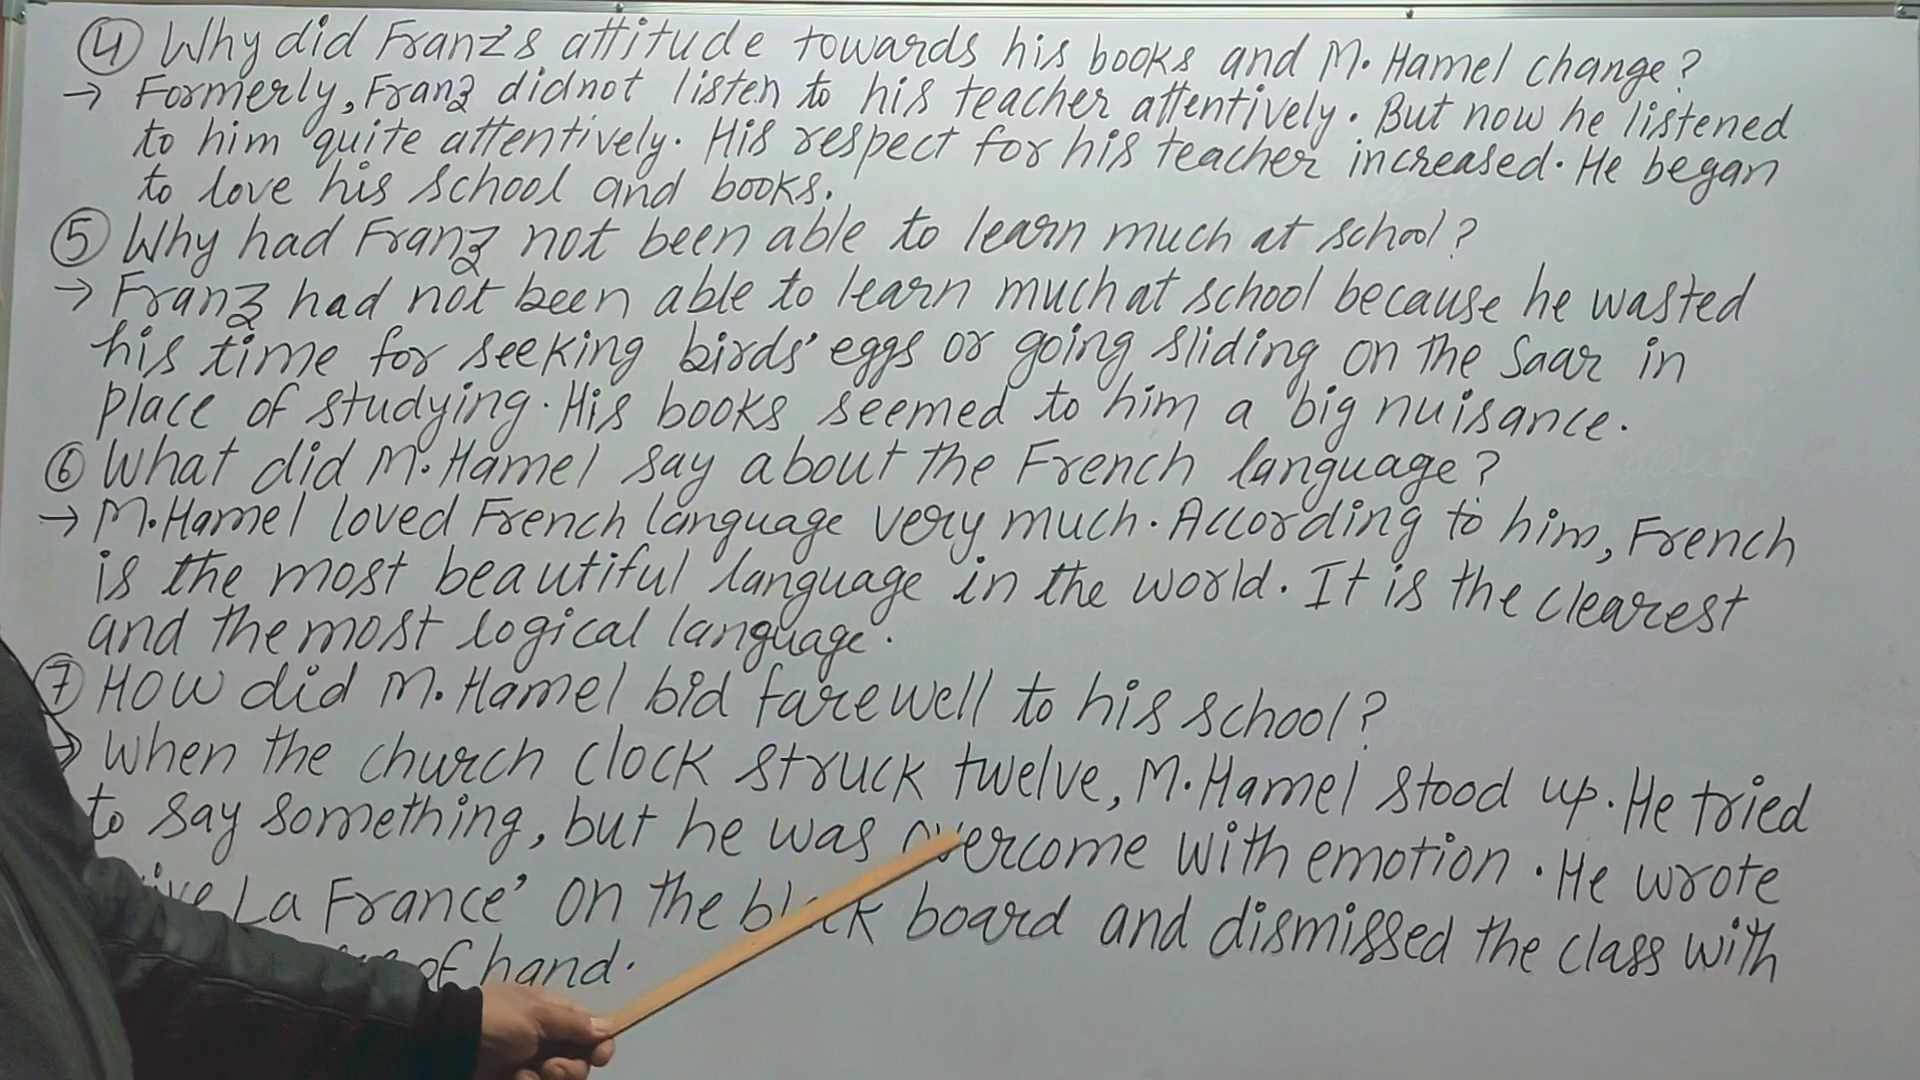 ④ Why did Franz's attitude towards his books and M. Hamel change?
→ Formerly, Franz didnot listen to his teacher attentively. But now he listened
to him quite attentively. His respect for his teacher increased. He began
to love his school and books.
⑤ Why had Franz not been able to learn much at school?
→ Franz had not been able to learn much at school because he wasted
his time for seeking birds' eggs or going sliding on the Saar in
place of studying. His books seemed to him a big nuisance.
⑥ What did M. Hamel say about the French language?
→ M. Hamel loved French language very much. According to him, French
is the most beautiful language in the world. It is the clearest
and the most logical language.
⑦ How did M. Hamel bid farewell to his school?
→ When the church clock struck twelve, M. Hamel stood up. He tried
to say something, but he was overcome with emotion. He wrote
La France' on the black board and dismissed the class with
of hand.